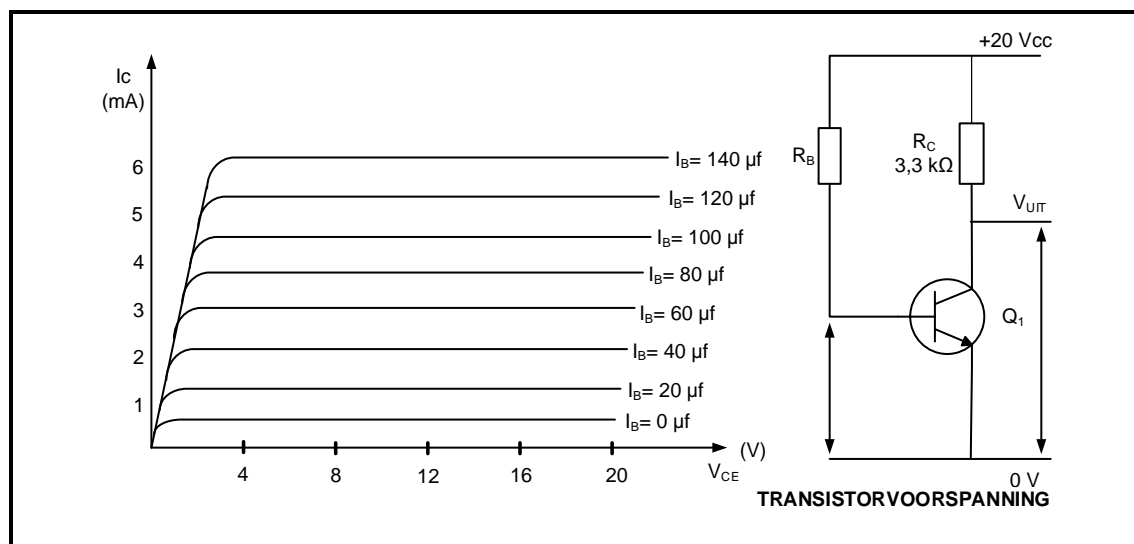 Ic
(mA)
6
5
4
3
2
1
I_B= 140 µf
I_B= 120 µf
I_B= 100 µf
I_B= 80 µf
I_B= 60 µf
I_B= 40 µf
I_B= 20 µf
I_B= 0 µf
4 8 12 16 20
(V)
V_CE
+20 Vcc
R_B
R_C
3,3 kΩ
V_UIT
Q_1
0 V
TRANSISTORVOORSPANNING